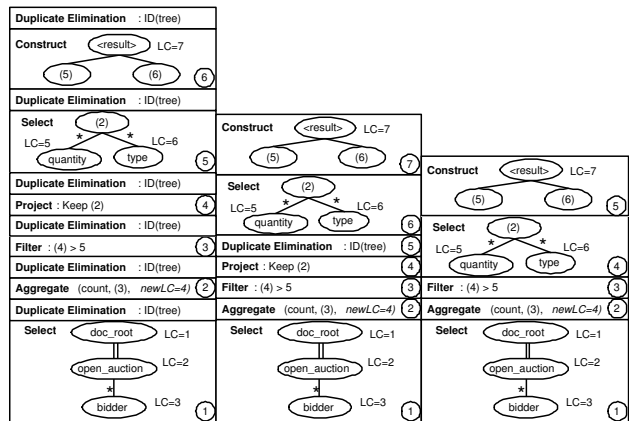 Duplicate Elimination : ID(tree)
Construct <result> LC=7
(5) (6) 6
Duplicate Elimination : ID(tree)
Select (2)
LC=5 * * LC=6
quantity type 5
Duplicate Elimination : ID(tree)
Project : Keep (2) 4
Duplicate Elimination : ID(tree)
Filter : (4) > 5 3
Duplicate Elimination : ID(tree)
Aggregate (count, (3), newLC=4) 2
Duplicate Elimination : ID(tree)
Select doc_root LC=1
open_auction LC=2
*
bidder LC=3 1
Construct <result> LC=7
(5) (6) 7
Select (2)
LC=5 * * LC=6
quantity type 6
Duplicate Elimination : ID(tree) 5
Project : Keep (2) 4
Filter : (4) > 5 3
Aggregate (count, (3), newLC=4) 2
Select doc_root LC=1
open_auction LC=2
*
bidder LC=3 1
Construct <result> LC=7
(5) (6) 5
Select (2)
LC=5 * * LC=6
quantity type 4
Filter : (4) > 5 3
Aggregate (count, (3), newLC=4) 2
Select doc_root LC=1
open_auction LC=2
*
bidder LC=3 1